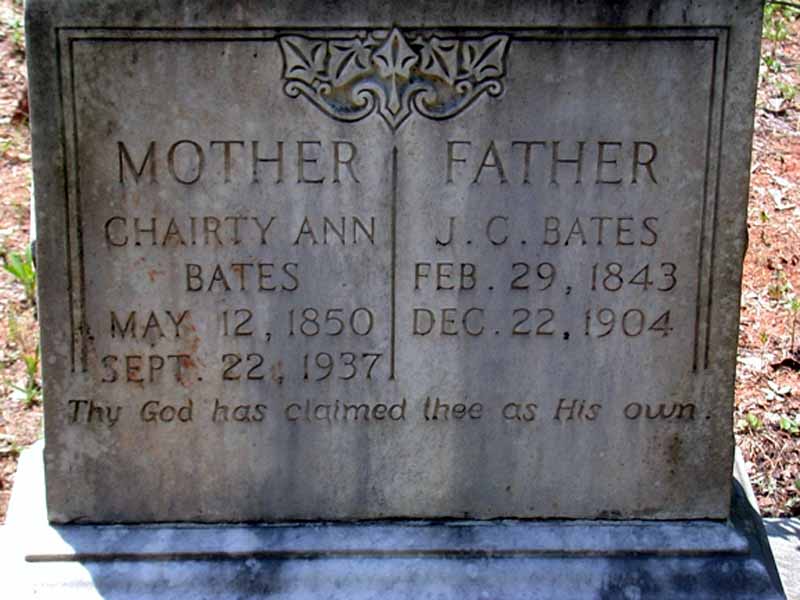 MOTHER
CHAIRTY ANN
BATES
MAY 12, 1850
SEPT. 22, 1937
FATHER
J. C. BATES
FEB. 29, 1843
DEC. 22, 1904
Thy God has claimed thee as His own.